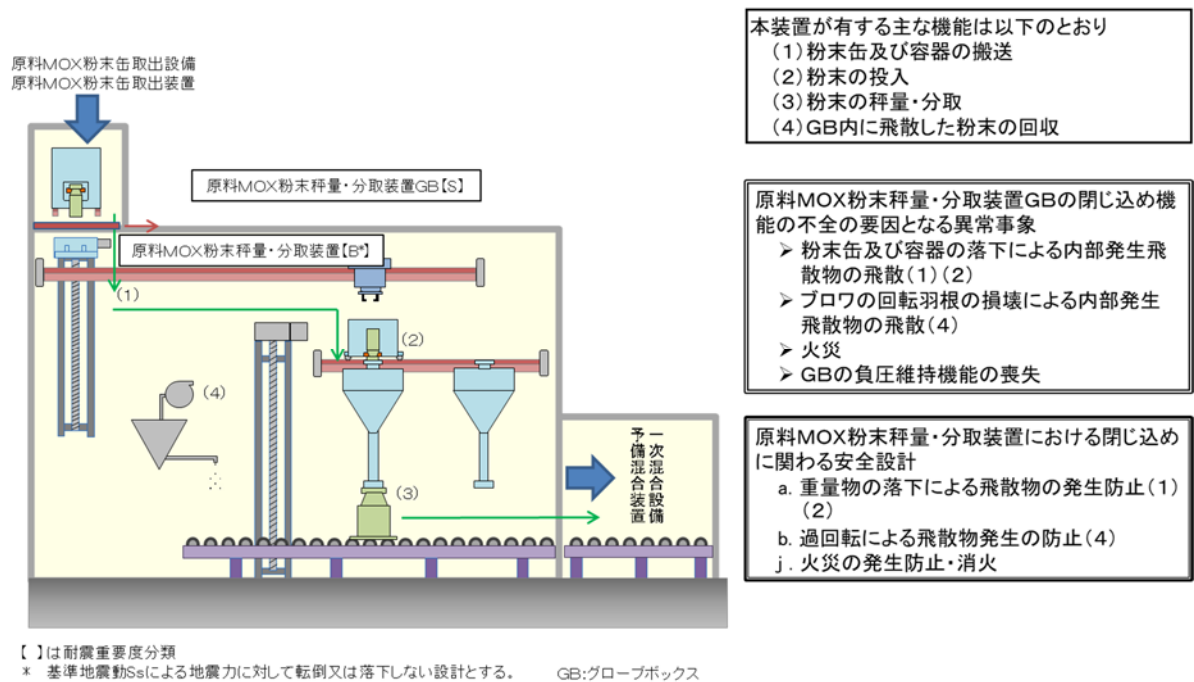 原料MOX粉末缶取出設備
原料MOX粉末缶取出装置
原料MOX粉末秤量・分取装置GB【S】
原料MOX粉末秤量・分取装置【B*】
(1)
(2)
(3)
(4)
一次混合設備
予備混合装置
本装置が有する主な機能は以下のとおり
(1)粉末缶及び容器の搬送
(2)粉末の投入
(3)粉末の秤量・分取
(4)GB内に飛散した粉末の回収
原料MOX粉末秤量・分取装置GBの閉じ込め機
能の不全の要因となる異常事象
➢ 粉末缶及び容器の落下による内部発生飛
散物の飛散(1)(2)
➢ ブロワの回転羽根の損壊による内部発生
飛散物の飛散(4)
➢ 火災
➢ GBの負圧維持機能の喪失
原料MOX粉末秤量・分取装置における閉じ込め
に関わる安全設計
a. 重量物の落下による飛散物の発生防止(1)
(2)
b. 過回転による飛散物発生の防止(4)
j. 火災の発生防止・消火
【 】は耐震重要度分類
* 基準地震動Ssによる地震力に対して転倒又は落下しない設計とする。 GB:グローブボックス